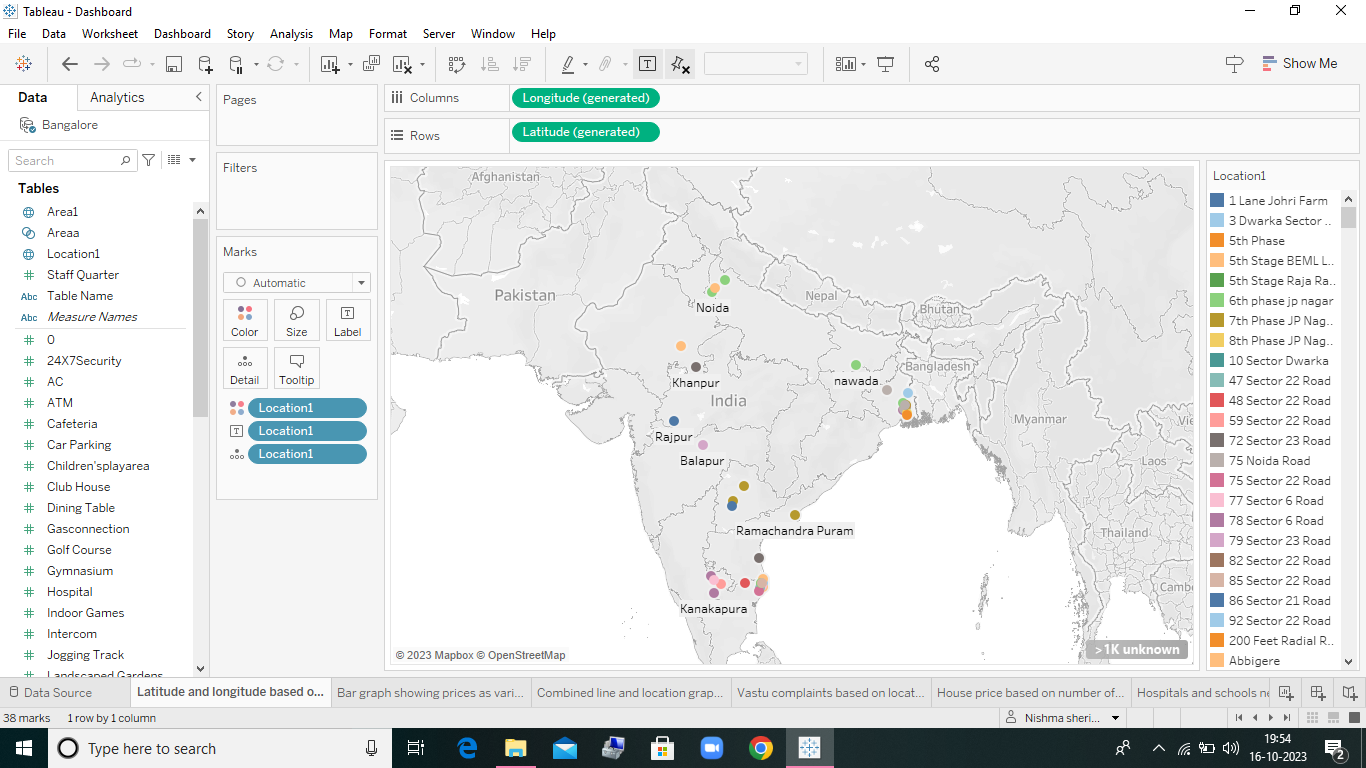 Tableau - Dashboard
File Data Worksheet Dashboard Story Analysis Map Format Server Window Help
Show Me
Data Analytics
Bangalore
Search
Tables
Area1
Areaa
Location1
Staff Quarter
Abc Table Name
Abc Measure Names
0
24X7Security
AC
ATM
Cafeteria
Car Parking
Children'splayarea
Club House
Dining Table
Gasconnection
Golf Course
Gymnasium
Hospital
Indoor Games
Intercom
Jogging Track
Landscaped Gardens
Pages
Filters
Marks
Automatic
Color Size Label
Detail Tooltip
Location1
Location1
Location1
Columns Longitude (generated)
Rows Latitude (generated)
Afghanistan
Pakistan
Noida
Nepal
Bhutan
Khanpur
nawada
Bangladesh
India
Myanmar
Rajpur
Balapur
Laos
Ramachandra Puram
Thailand
Kanakapura
© 2023 Mapbox © OpenStreetMap
>1K unknown
Location1
1 Lane Johri Farm
3 Dwarka Sector ..
5th Phase
5th Stage BEML L..
5th Stage Raja Ra..
6th phase jp nagar
7th Phase JP Nag..
8th Phase JP Nag..
10 Sector Dwarka
47 Sector 22 Road
48 Sector 22 Road
59 Sector 22 Road
72 Sector 23 Road
75 Noida Road
75 Sector 22 Road
77 Sector 6 Road
78 Sector 6 Road
79 Sector 23 Road
82 Sector 22 Road
85 Sector 22 Road
86 Sector 21 Road
92 Sector 22 Road
200 Feet Radial R..
Abbigere
Data Source Latitude and longitude based o... Bar graph showing prices as vari... Combined line and location grap... Vastu complaints based on locat... House price based on number of... Hospitals and schools ne
38 marks 1 row by 1 column Nishma sheri...
Type here to search
19:54
16-10-2023
2